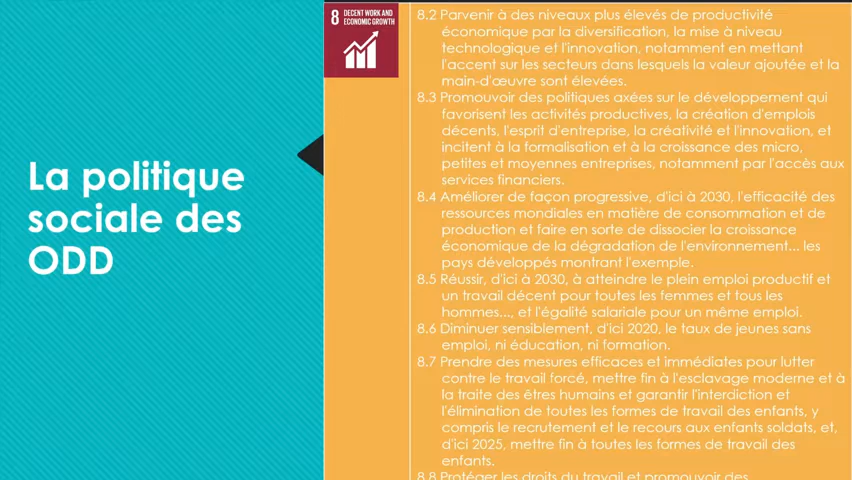 La politique
sociale des
ODD
8 DECENT WORK AND
ECONOMIC GROWTH
8.2 Parvenir à des niveaux plus élevés de productivité
économique par la diversification, la mise à niveau
technologique et l'innovation, notamment en mettant
l'accent sur les secteurs dans lesquels la valeur ajoutée et la
main-d'œuvre sont élevées.
8.3 Promouvoir des politiques axées sur le développement qui
favorisent les activités productives, la création d'emplois
décents, l'esprit d'entreprise, la créativité et l'innovation, et
incitent à la formalisation et à la croissance des micro,
petites et moyennes entreprises, notamment par l'accès aux
services financiers.
8.4 Améliorer de façon progressive, d'ici à 2030, l'efficacité des
ressources mondiales en matière de consommation et de
production et faire en sorte de dissocier la croissance
économique de la dégradation de l'environnement... les
pays développés montrant l'exemple.
8.5 Réussir, d'ici à 2030, à atteindre le plein emploi productif et
un travail décent pour toutes les femmes et tous les
hommes..., et l'égalité salariale pour un même emploi.
8.6 Diminuer sensiblement, d'ici 2020, le taux de jeunes sans
emploi, ni éducation, ni formation.
8.7 Prendre des mesures efficaces et immédiates pour lutter
contre le travail forcé, mettre fin à l'esclavage moderne et à
la traite des êtres humains et garantir l'interdiction et
l'élimination de toutes les formes de travail des enfants, y
compris le recrutement et le recours aux enfants soldats, et,
d'ici 2025, mettre fin à toutes les formes de travail des
enfants.
8.8 Protéger les droits du travail et promouvoir des